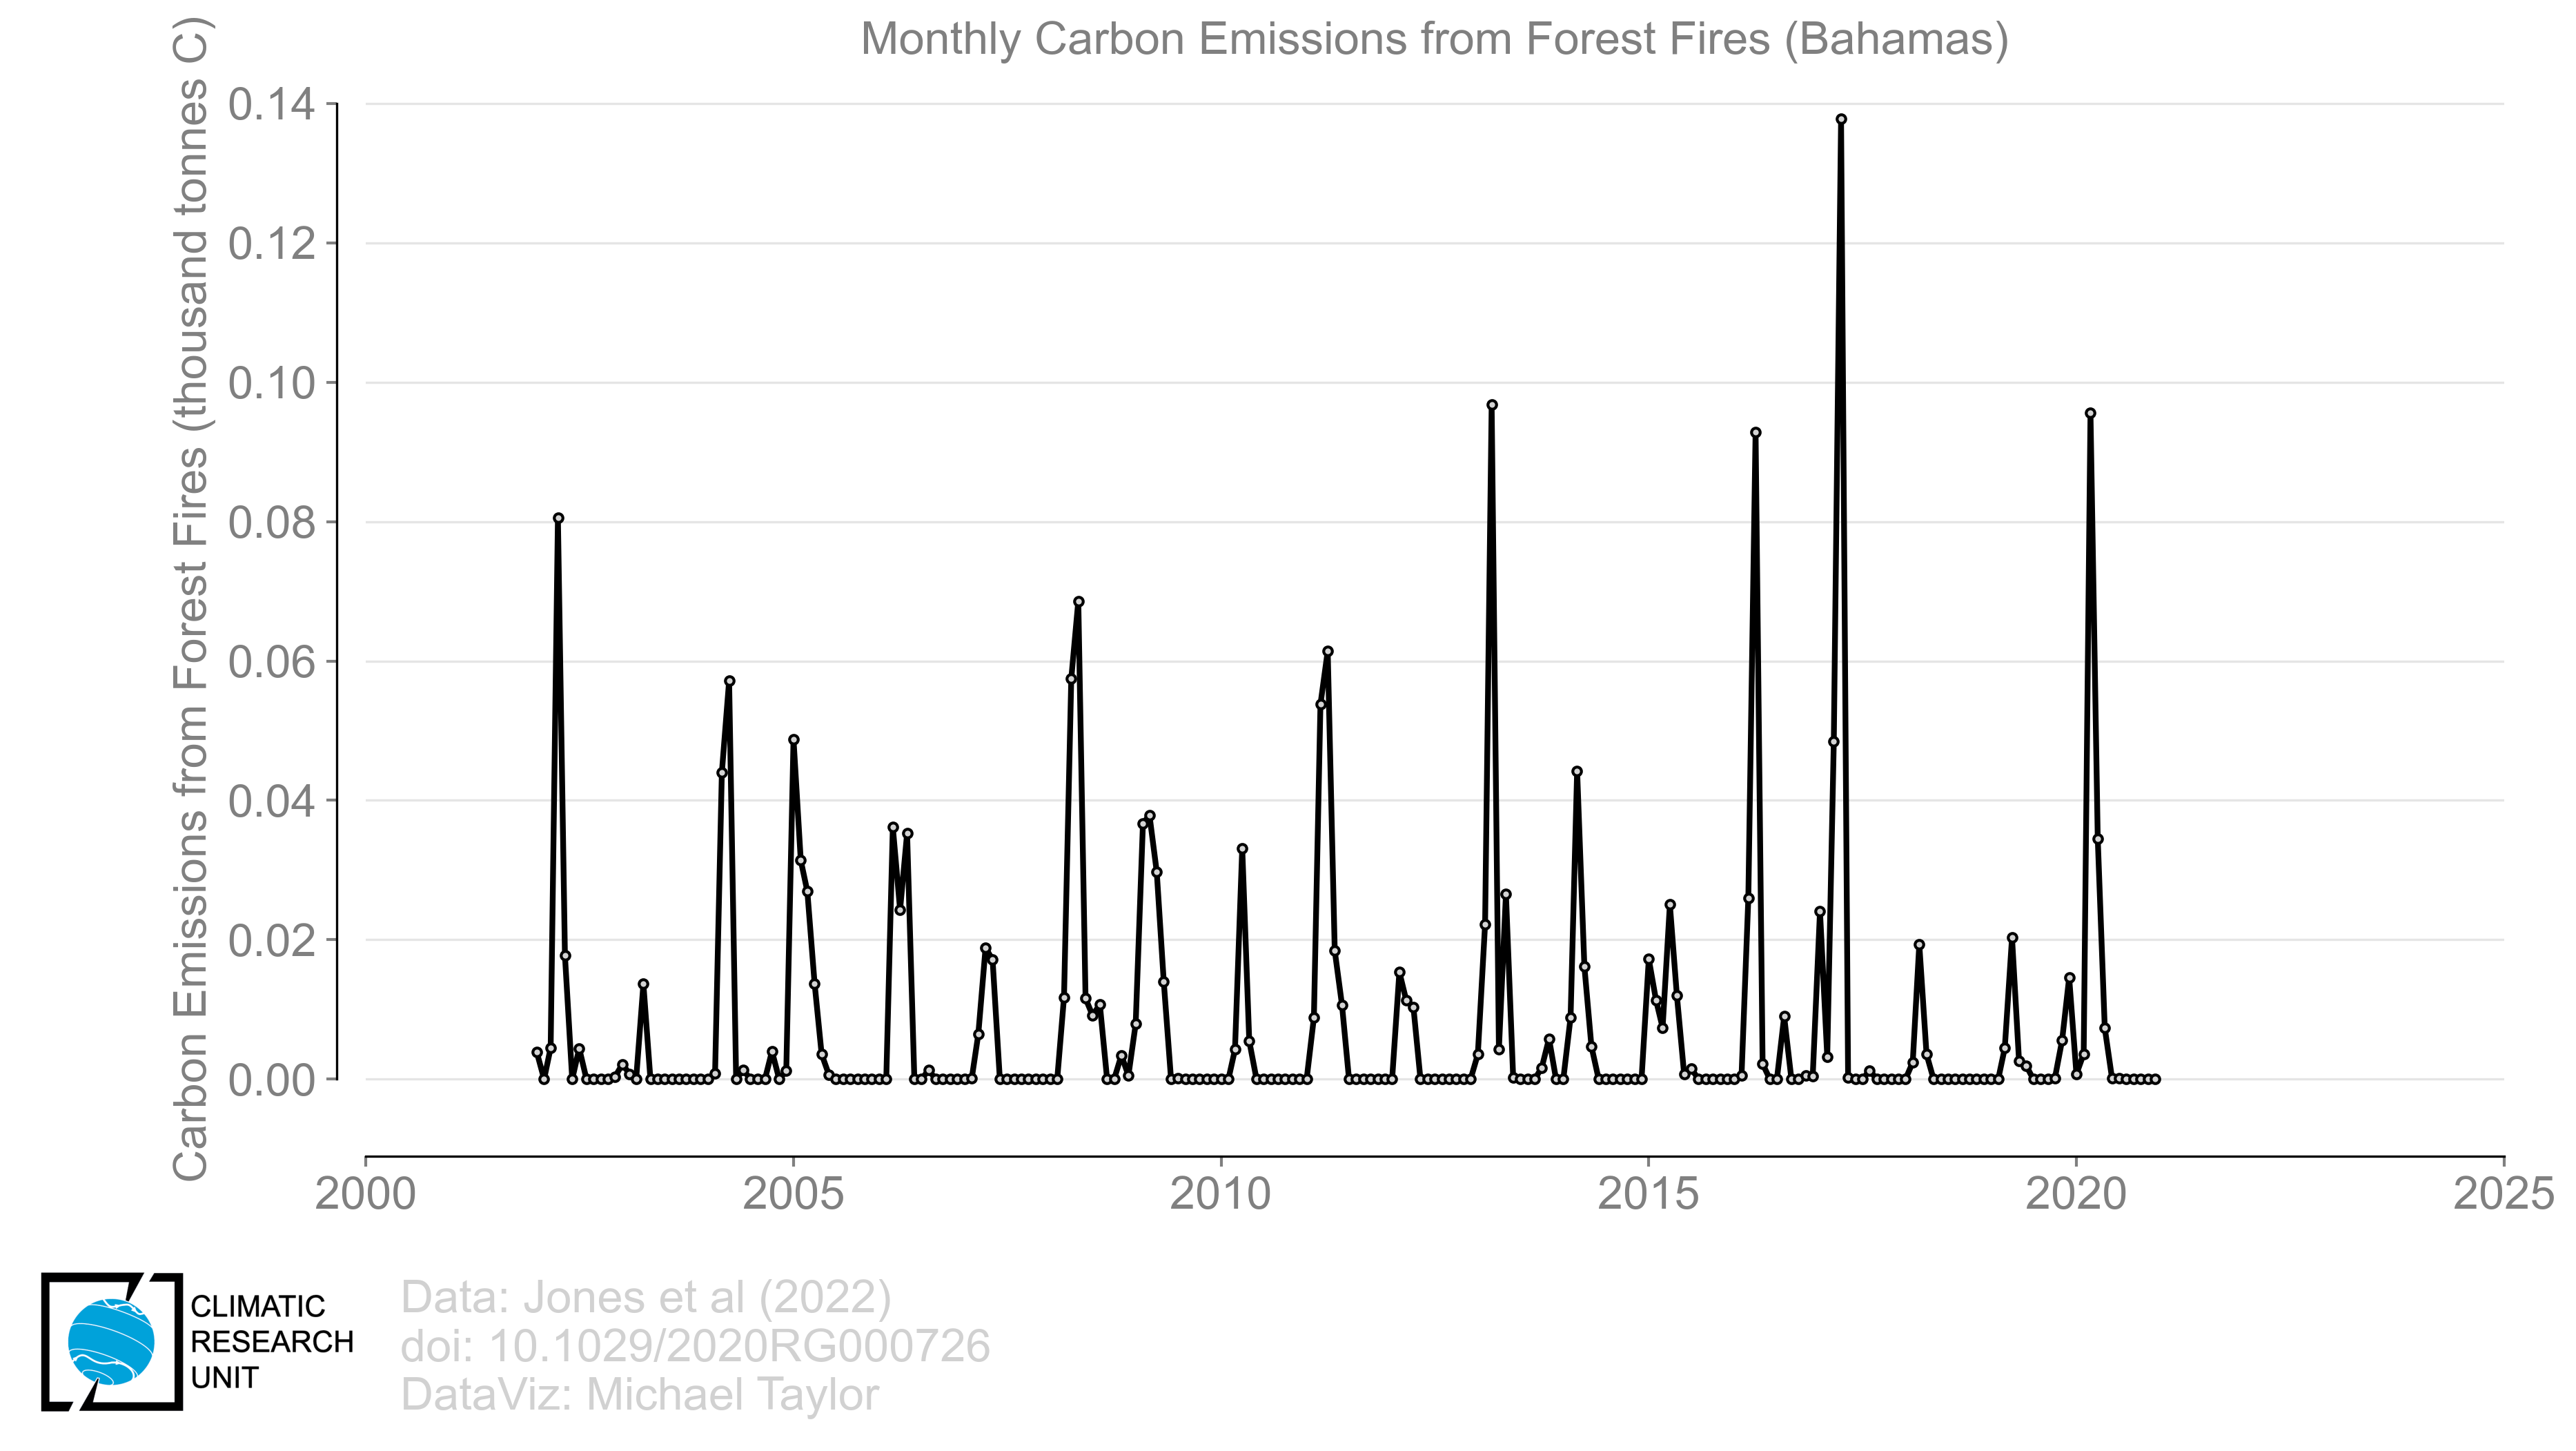 Monthly Carbon Emissions from Forest Fires (Bahamas)
Carbon Emissions from Forest Fires (thousand tonnes C)
0.14
0.12
0.10
0.08
0.06
0.04
0.02
0.00
2000
2005
2010
2015
2020
2025
CLIMATIC
RESEARCH
UNIT
Data: Jones et al (2022)
doi: 10.1029/2020RG000726
DataViz: Michael Taylor